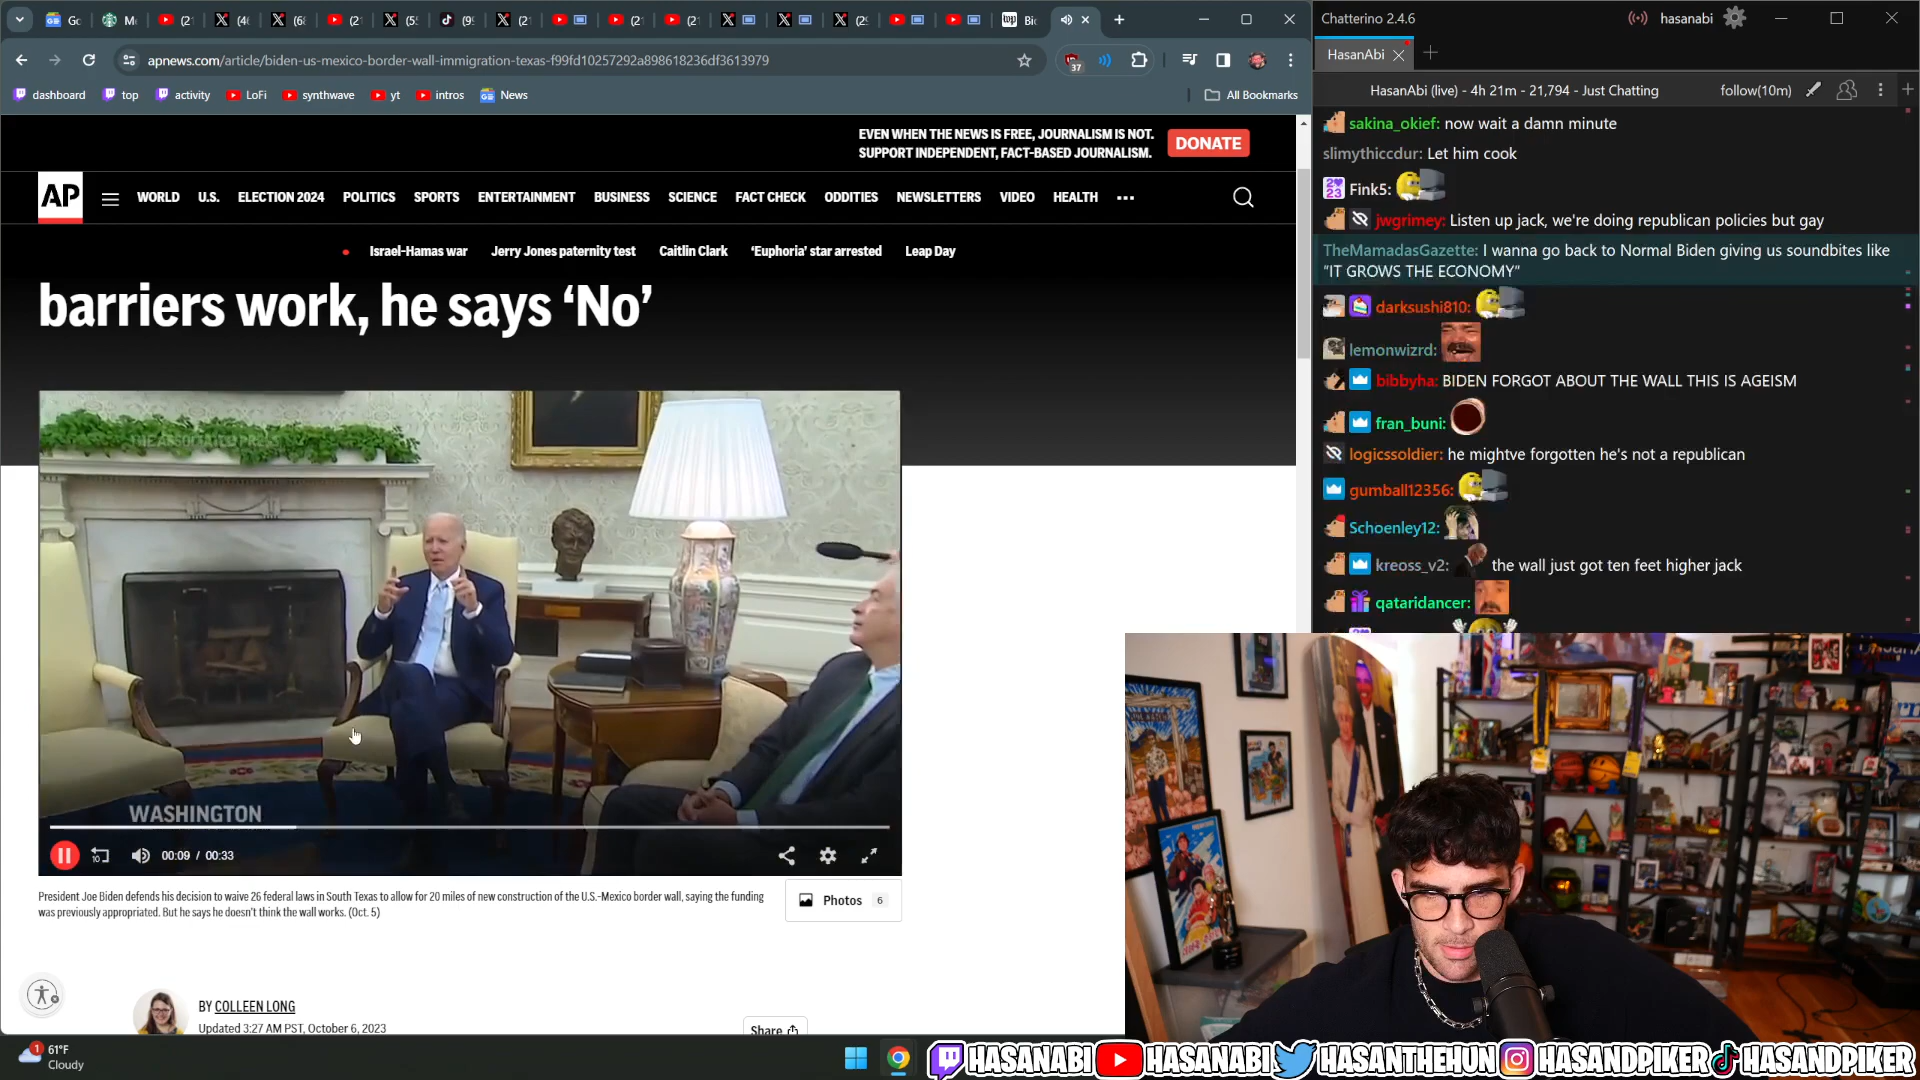 Chatterino 2.4.6
hasanabi
HasanAbi
HasanAbi (live) - 4h 21m - 21,794 - Just Chatting
follow(10m)
apnews.com/article/biden-us-mexico-border-wall-immigration-texas-f99fd10257292a898618236df3613979
37
dashboard
top
activity
LoFi
synthwave
yt
intros
News
All Bookmarks
EVEN WHEN THE NEWS IS FREE, JOURNALISM IS NOT.
SUPPORT INDEPENDENT, FACT-BASED JOURNALISM.
DONATE
AP
WORLD
U.S.
ELECTION 2024
POLITICS
SPORTS
ENTERTAINMENT
BUSINESS
SCIENCE
FACT CHECK
ODDITIES
NEWSLETTERS
VIDEO
HEALTH
Israel-Hamas war
Jerry Jones paternity test
Caitlin Clark
‘Euphoria’ star arrested
Leap Day
barriers work, he says ‘No’
THE ASSOCIATED PRESS
WASHINGTON
10
00:09 / 00:33
President Joe Biden defends his decision to waive 26 federal laws in South Texas to allow for 20 miles of new construction of the U.S.-Mexico border wall, saying the funding
was previously appropriated. But he says he doesn't think the wall works. (Oct. 5)
Photos
6
BY COLLEEN LONG
Updated 3:27 AM PST, October 6, 2023
Share
sakina_okief: now wait a damn minute
slimythiccdur: Let him cook
Fink5:
jwgrimey: Listen up jack, we're doing republican policies but gay
TheMamadasGazette: I wanna go back to Normal Biden giving us soundbites like
“IT GROWS THE ECONOMY”
darksushi810:
lemonwizrd:
bibbyha: BIDEN FORGOT ABOUT THE WALL THIS IS AGEISM
fran_buni:
logicssoldier: he mightve forgotten he's not a republican
gumball12356:
Schoenley12:
kreoss_v2: the wall just got ten feet higher jack
qataridancer:
1
61°F
Cloudy
HASANABI
HASANABI
HASANTHEHUN
HASANDPIKER
HASANDPIKER